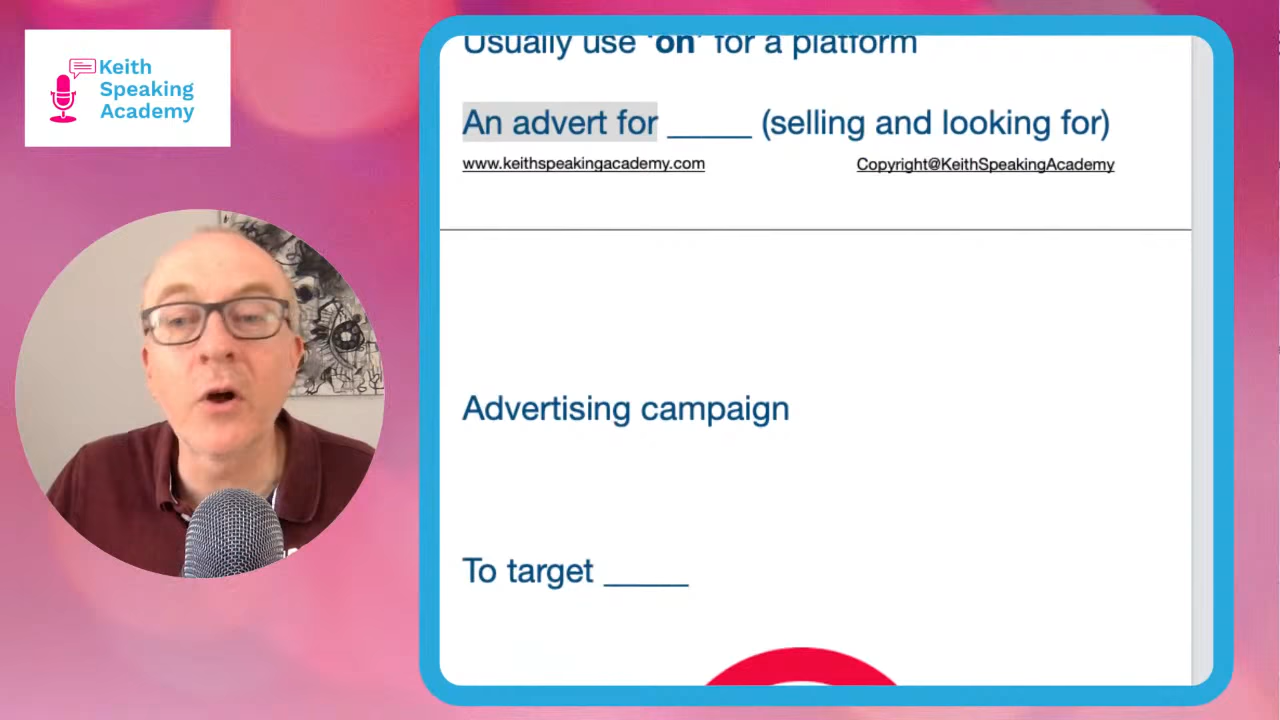 Keith
Speaking
Academy
Usually use 'on' for a platform
An advert for _____ (selling and looking for)
www.keithspeakingacademy.com
Copyright@KeithSpeakingAcademy
Advertising campaign
To target _____